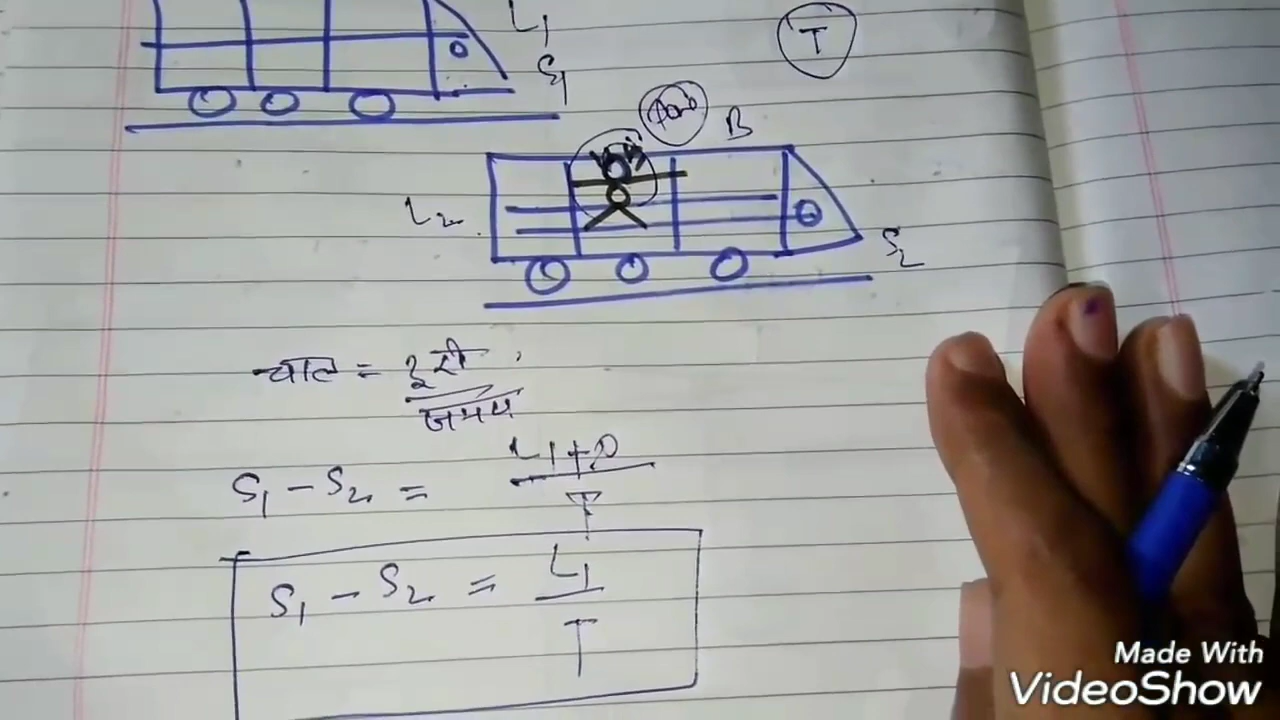 L₁
T
S₁
B
L₂
S₂
चाल = दूरी
समय
S₁ - S₂ = L₁+0
T
S₁ - S₂ = L₁
T
Made With
VideoShow